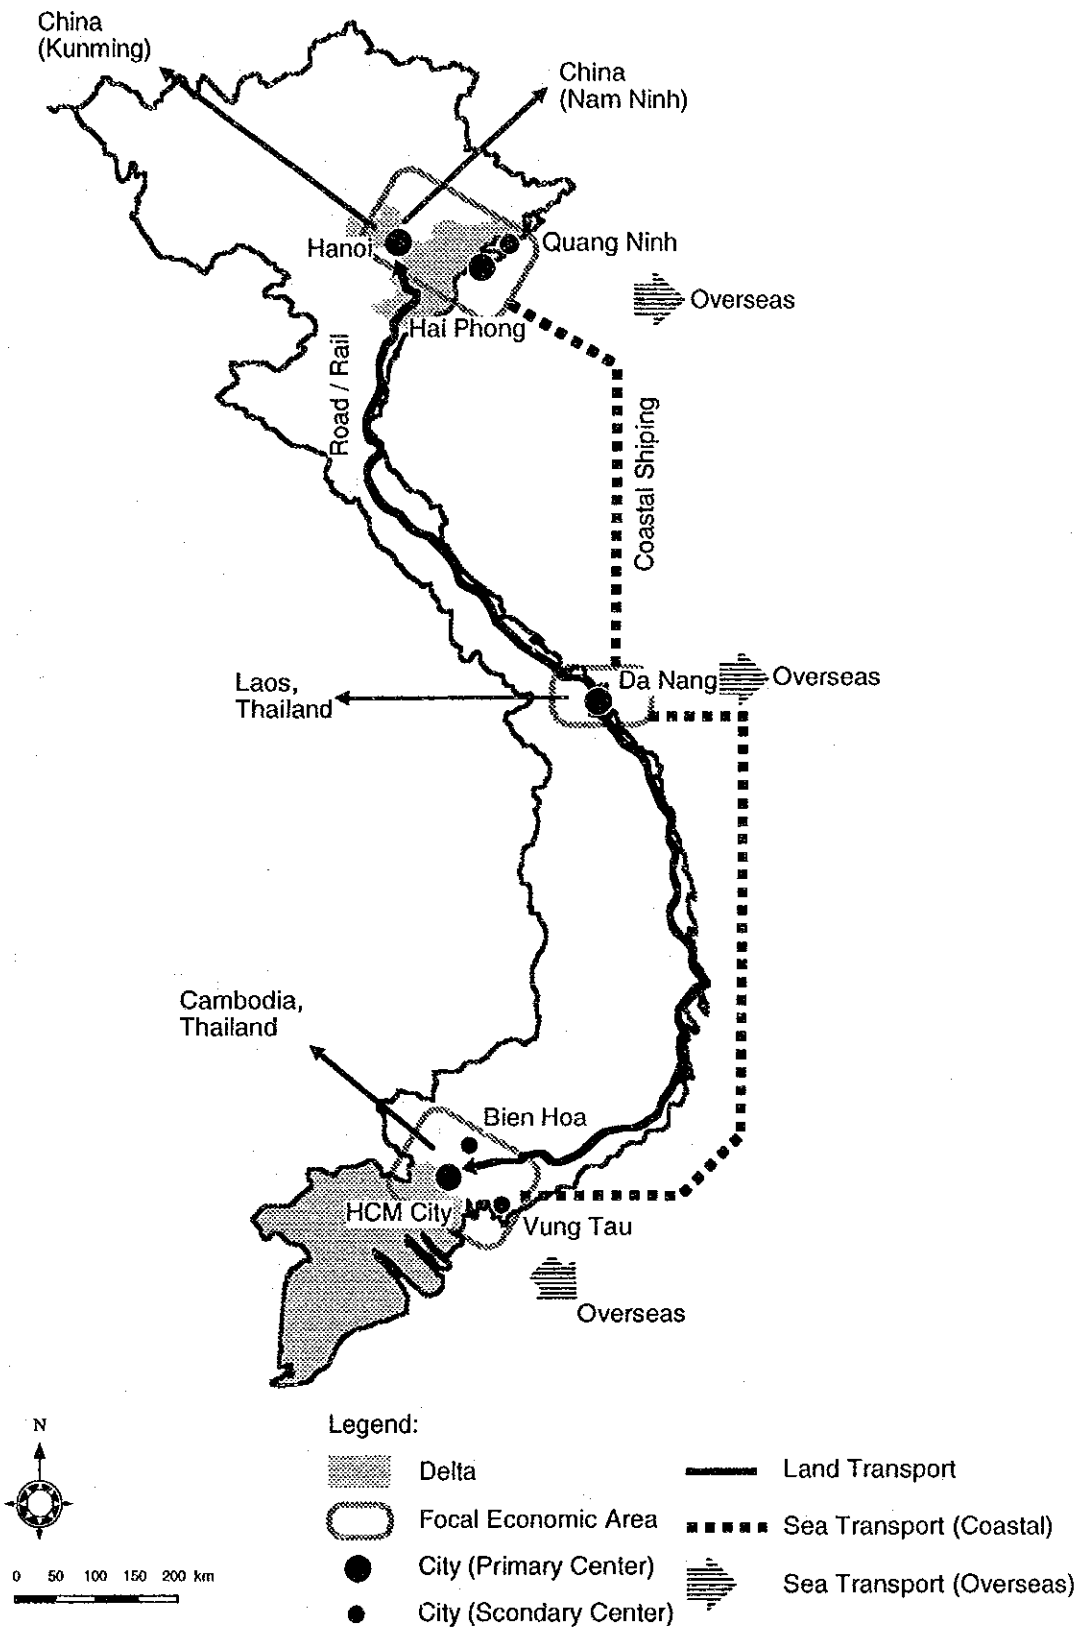 China
(Kunming)
China
(Nam Ninh)
Hanoi
Quang Ninh
Overseas
Hai Phong
Road / Rail
Coastal Shiping
Laos,
Thailand
Da Nang
Overseas
Cambodia,
Thailand
Bien Hoa
HCM City
Vung Tau
Overseas
N
0 50 100 150 200 km
Legend:
Delta
Focal Economic Area
City (Primary Center)
City (Scondary Center)
Land Transport
Sea Transport (Coastal)
Sea Transport (Overseas)